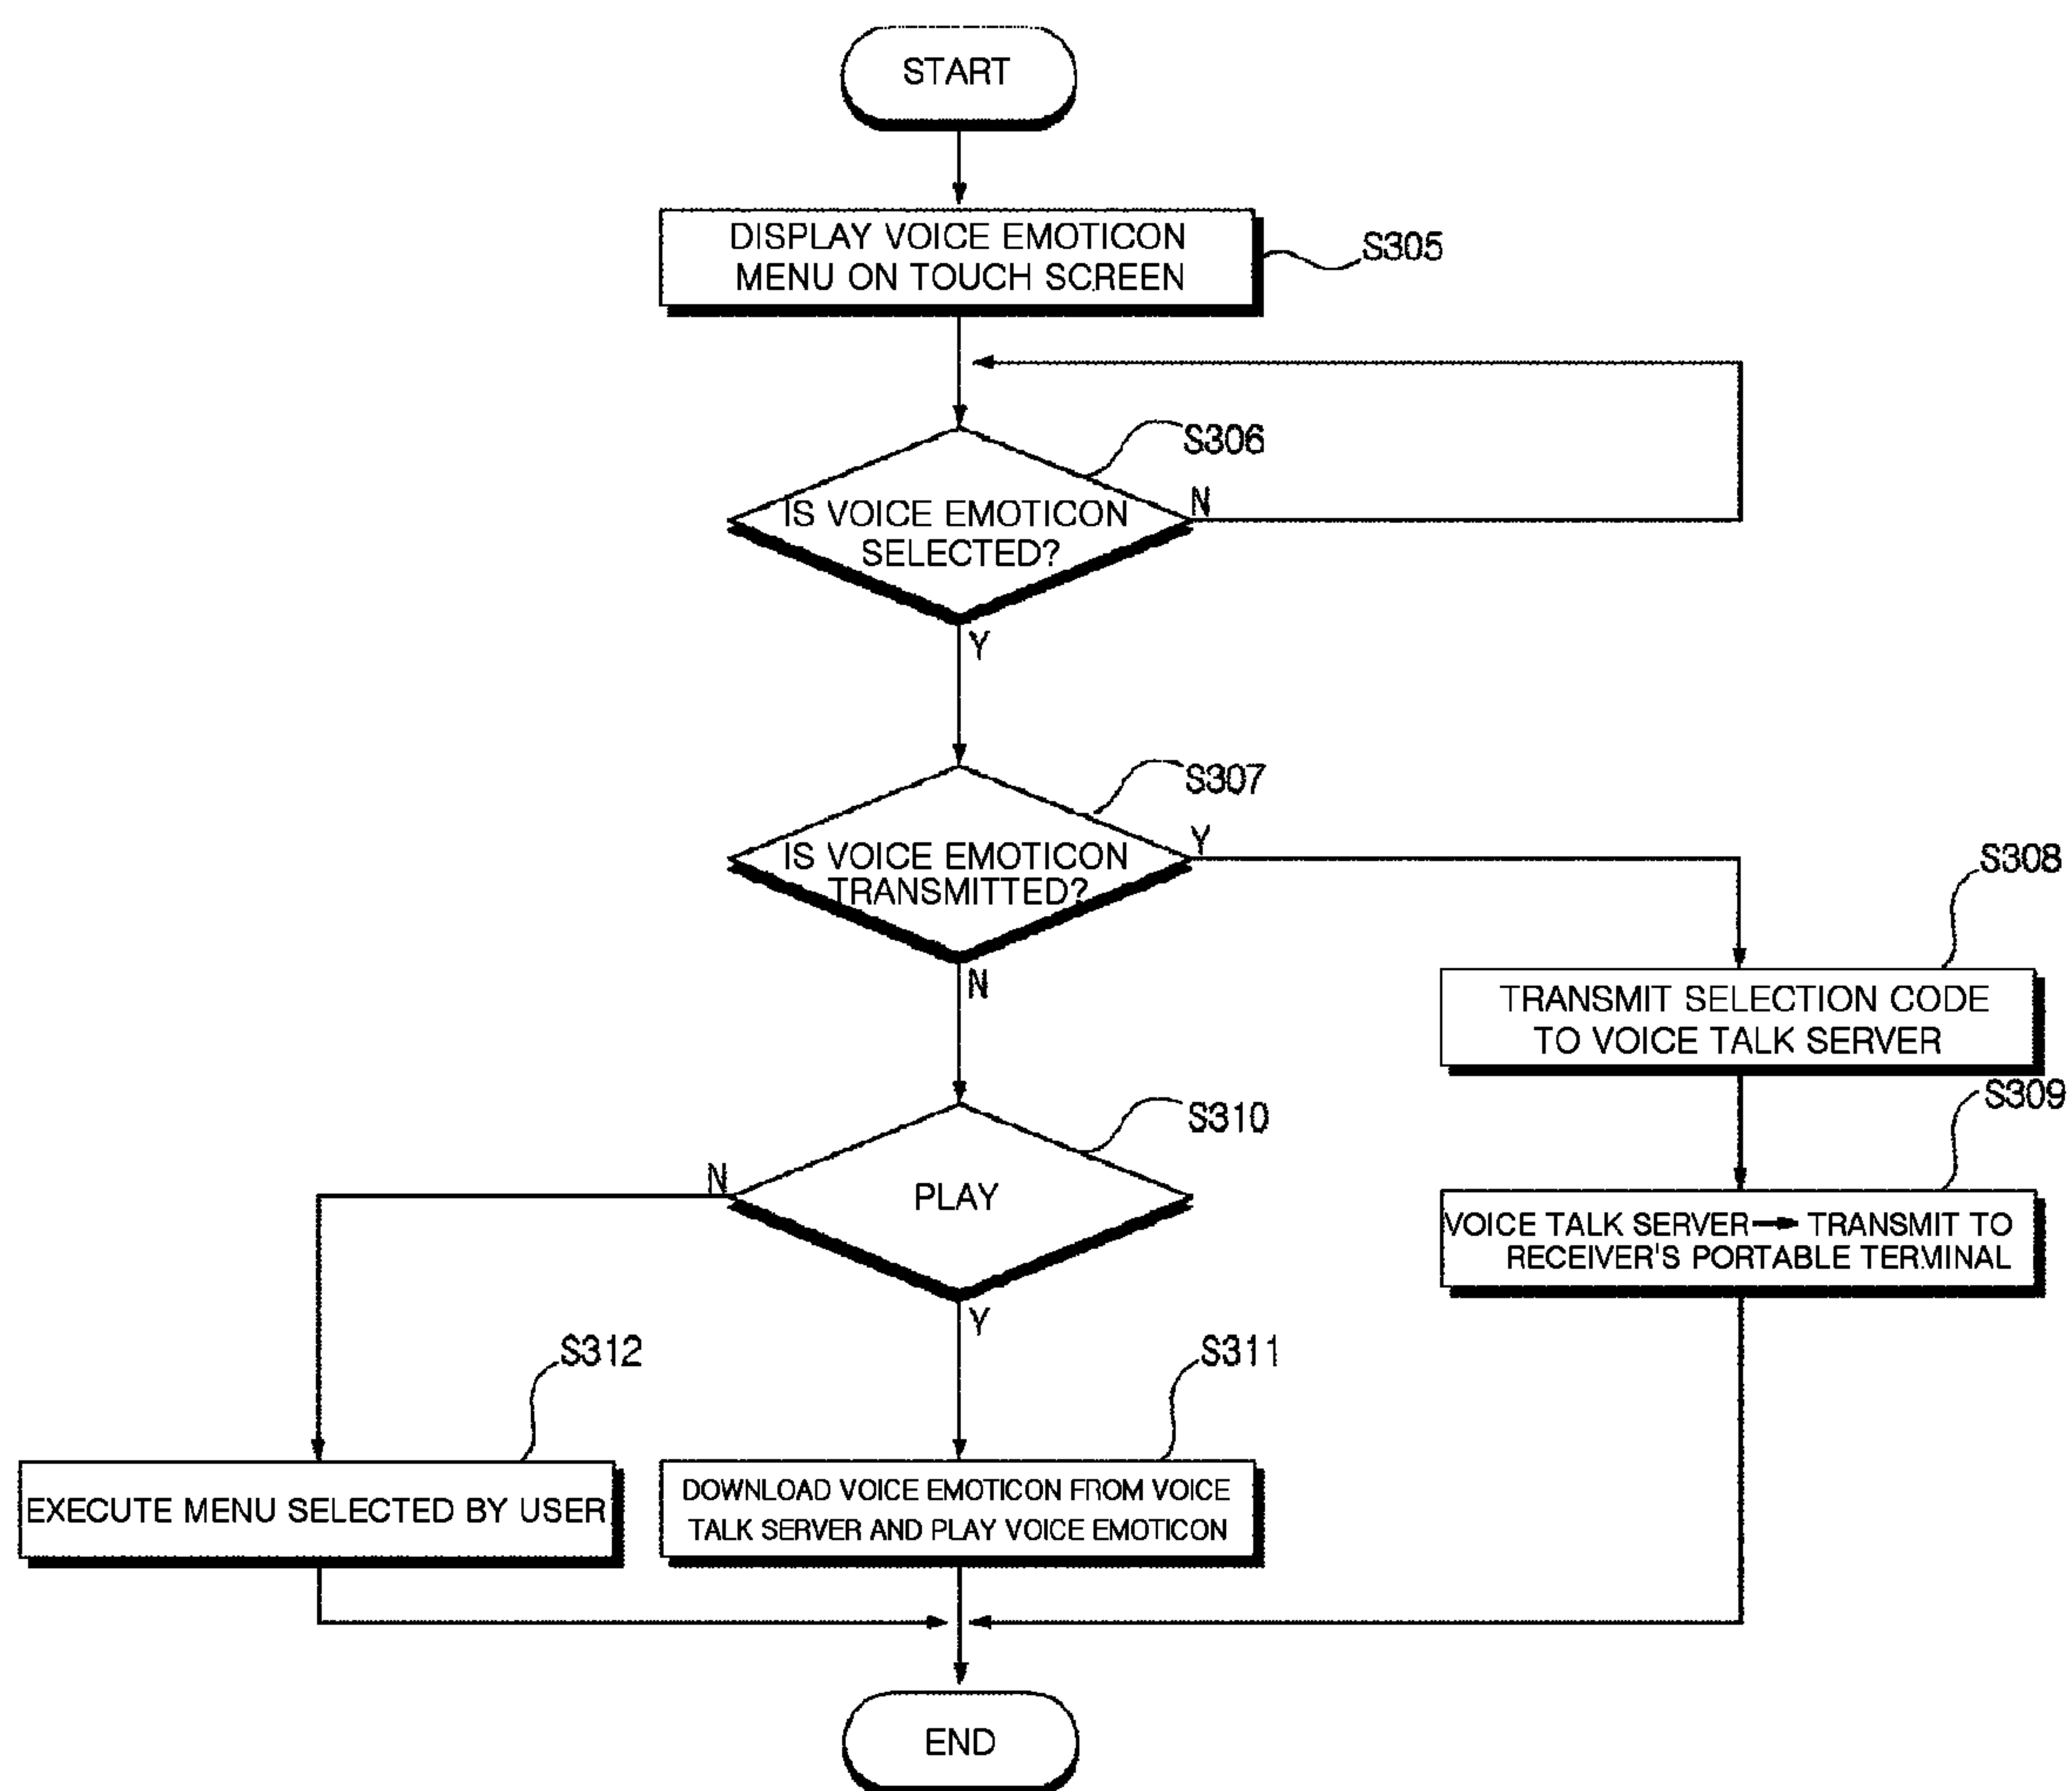 START
DISPLAY VOICE EMOTICON
MENU ON TOUCH SCREEN
S305
S306
IS VOICE EMOTICON
SELECTED?
N
Y
S307
IS VOICE EMOTICON
TRANSMITTED?
Y
N
S308
TRANSMIT SELECTION CODE
TO VOICE TALK SERVER
S309
VOICE TALK SERVER → TRANSMIT TO
RECEIVER'S PORTABLE TERMINAL
S310
PLAY
N
Y
S312
EXECUTE MENU SELECTED BY USER
S311
DOWNLOAD VOICE EMOTICON FROM VOICE
TALK SERVER AND PLAY VOICE EMOTICON
END